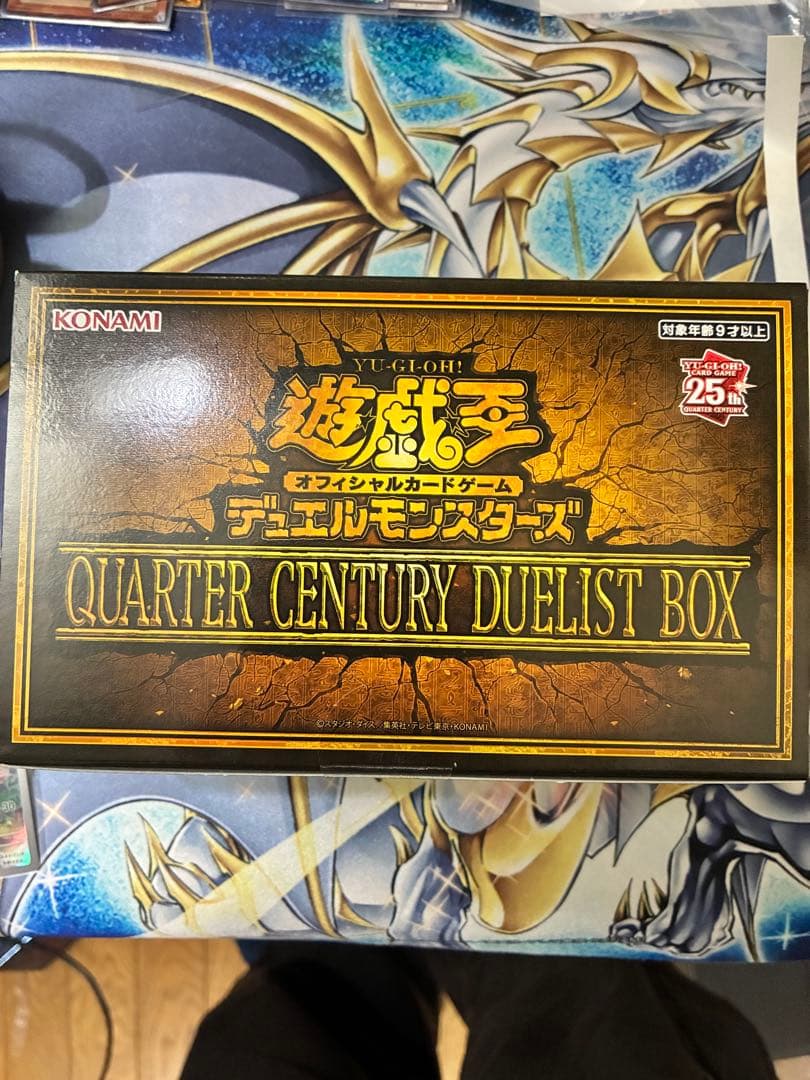 KONAMI
対象年齢9才以上
YU-GI-OH!
遊戯王
オフィシャルカードゲーム
デュエルモンスターズ
YU-GI-OH!
CARD GAME
25th
QUARTER CENTURY
QUARTER CENTURY DUELIST BOX
©スタジオ・ダイス/集英社・テレビ東京・KONAMI